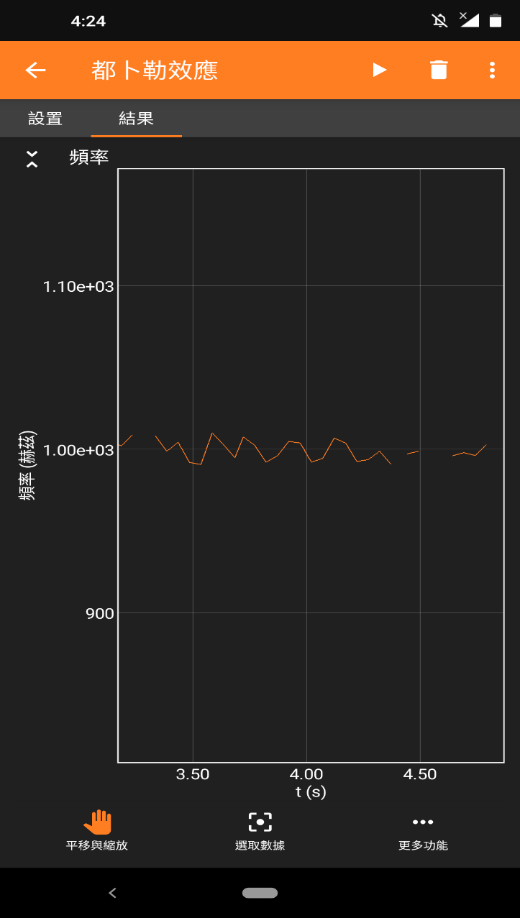 4:24
都卜勒效應
設置
結果
頻率
1.10e+03
1.00e+03
900
頻率 (赫茲)
3.50
4.00
4.50
t (s)
平移與縮放
選取數據
更多功能